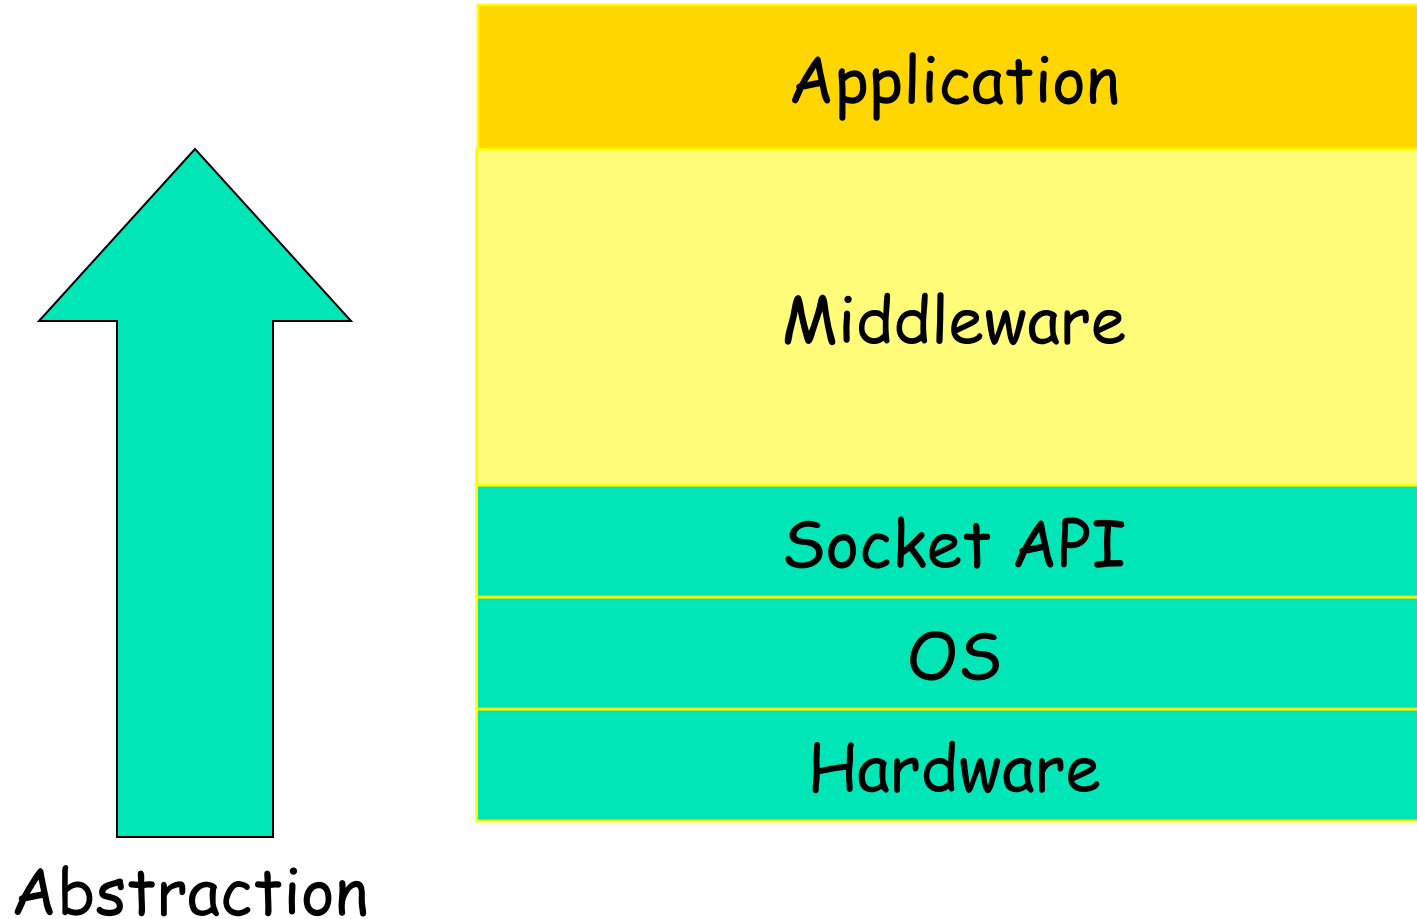 Application
Middleware
Socket API
OS
Hardware
Abstraction